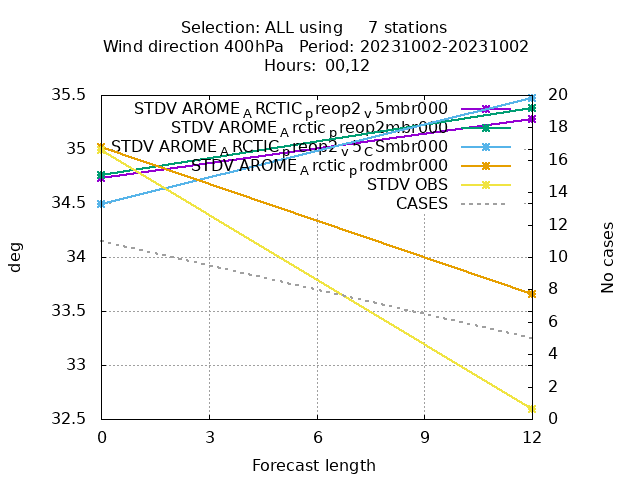 Selection: ALL using     7 stations
Wind direction 400hPa   Period: 20231002-20231002
Hours: 00,12
35.5
35
34.5
34
33.5
33
32.5
deg
STDV AROME_ARCTIC_preop2_v5mbr000
STDV AROME_Arctic_preop2mbr000
STDV AROME_ARCTIC_preop2_v5_CSmbr000
STDV AROME_Arctic_prodmbr000
STDV OBS
CASES
20
18
16
14
12
10
8
6
4
2
0
No cases
0 3 6 9 12
Forecast length